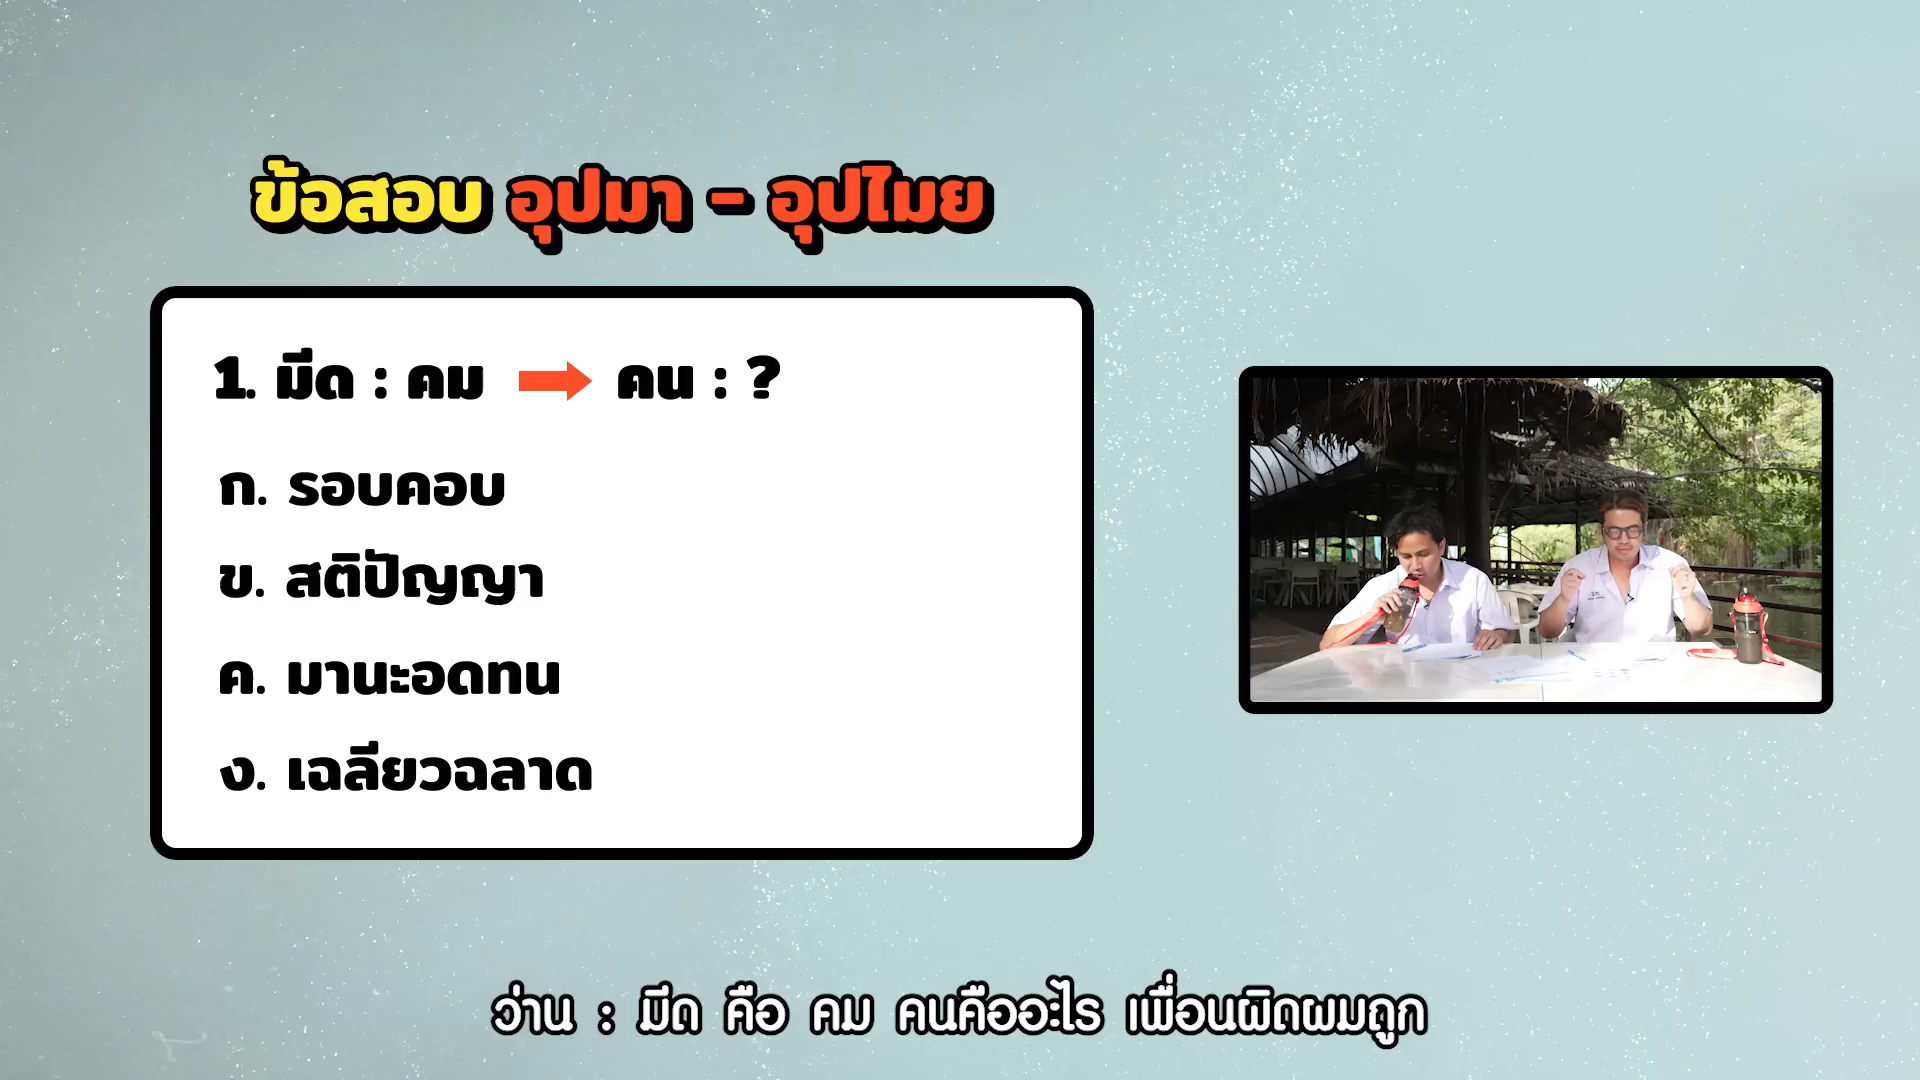 ข้อสอบ อุปมา - อุปไมย
1. มีด : คม ➡ คน : ?
ก. รอบคอบ
ข. สติปัญญา
ค. มานะอดทน
ง. เฉลียวฉลาด
ว่าน : มีด คือ คม คนคืออะไร เพื่อนผิดผมถูก